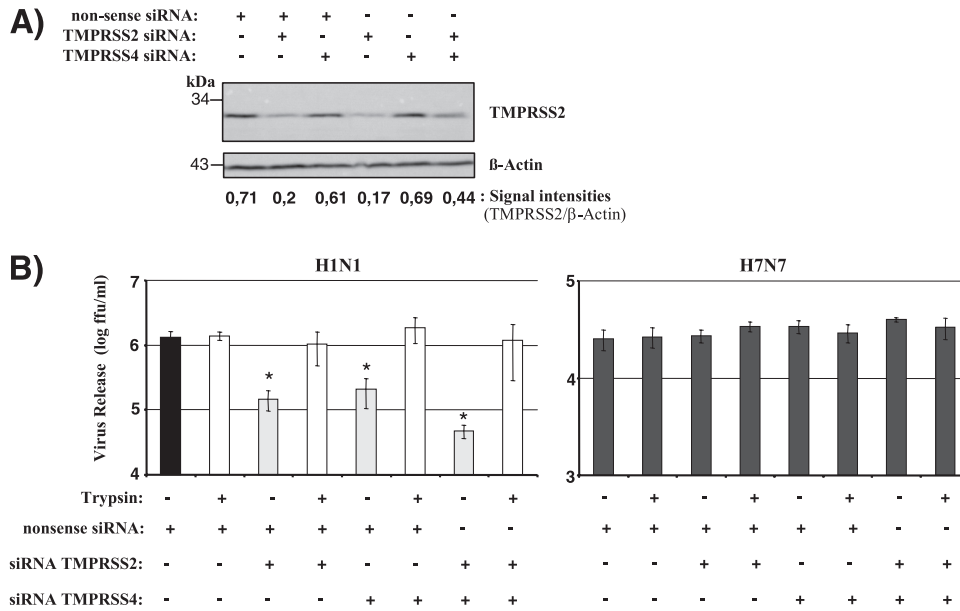 A)
non-sense siRNA: + + + - - -
TMPRSS2 siRNA: - + - + - +
TMPRSS4 siRNA: - - + - + +
kDa
34
TMPRSS2
43
ß-Actin
0,71 0,2 0,61 0,17 0,69 0,44 : Signal intensities
(TMPRSS2/β-Actin)
B)
H1N1
Virus Release (log ffu/ml)
7
6
5
4
* * *
H7N7
5
4
3
Trypsin: - + - + - + - + - + - + - + - +
nonsense siRNA: + + + + + + - - + + + + + + - -
siRNA TMPRSS2: - - + + - - + + - - + + - - + +
siRNA TMPRSS4: - - - - + + + + - - - - + + + +